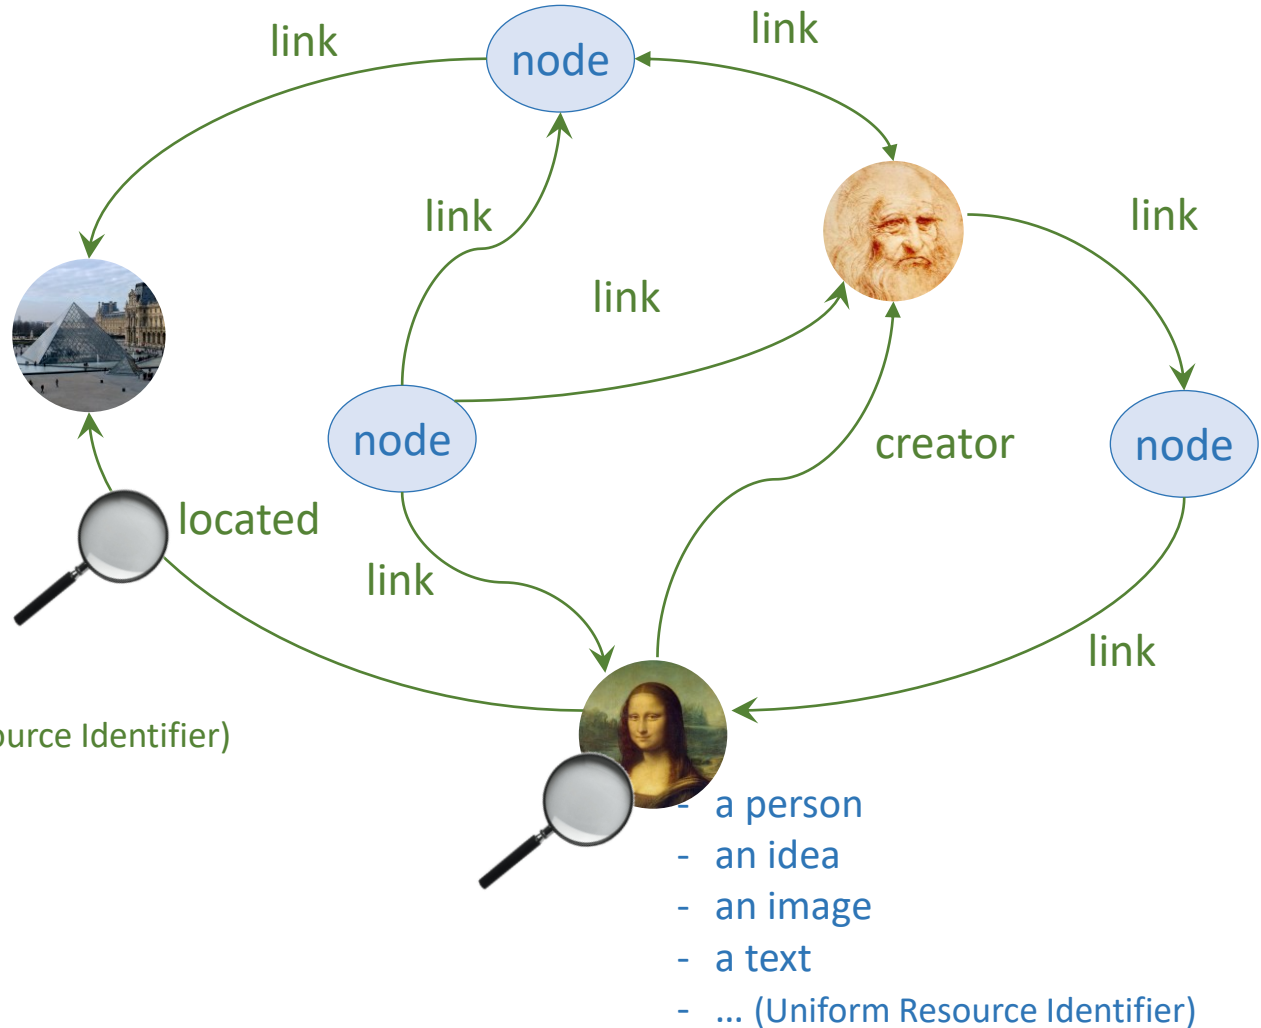 link
link
node
link
link
link
node
creator
node
located
link
link
ource Identifier)
- a person
- an idea
- an image
- a text
- ... (Uniform Resource Identifier)